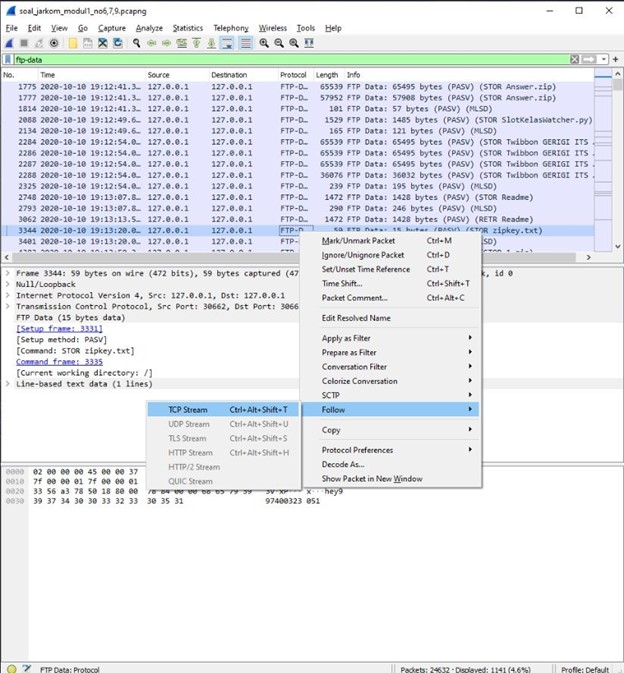 soal_jarkom_modul1_no6,7,9.pcapng
File Edit View Go Capture Analyze Statistics Telephony Wireless Tools Help
ftp-data
No. Time Source Destination Protocol Length Info
1775 2020-10-10 19:12:41.3… 127.0.0.1 127.0.0.1 FTP-D… 65539 FTP Data: 65495 bytes (PASV) (STOR Answer.zip)
1777 2020-10-10 19:12:41.3… 127.0.0.1 127.0.0.1 FTP-D… 57952 FTP Data: 57908 bytes (PASV) (STOR Answer.zip)
1814 2020-10-10 19:12:41.3… 127.0.0.1 127.0.0.1 FTP-D… 101 FTP Data: 57 bytes (PASV) (MLSD)
2088 2020-10-10 19:12:49.6… 127.0.0.1 127.0.0.1 FTP-D… 1529 FTP Data: 1485 bytes (PASV) (STOR SlotKelasWatcher.py)
2134 2020-10-10 19:12:49.6… 127.0.0.1 127.0.0.1 FTP-D… 165 FTP Data: 121 bytes (PASV) (MLSD)
2284 2020-10-10 19:12:54.0… 127.0.0.1 127.0.0.1 FTP-D… 65539 FTP Data: 65495 bytes (PASV) (STOR Twibbon GERIGI ITS
2286 2020-10-10 19:12:54.0… 127.0.0.1 127.0.0.1 FTP-D… 65539 FTP Data: 65495 bytes (PASV) (STOR Twibbon GERIGI ITS
2287 2020-10-10 19:12:54.0… 127.0.0.1 127.0.0.1 FTP-D… 65539 FTP Data: 65495 bytes (PASV) (STOR Twibbon GERIGI ITS
2288 2020-10-10 19:12:54.0… 127.0.0.1 127.0.0.1 FTP-D… 36076 FTP Data: 36032 bytes (PASV) (STOR Twibbon GERIGI ITS
2325 2020-10-10 19:12:54.0… 127.0.0.1 127.0.0.1 FTP-D… 239 FTP Data: 195 bytes (PASV) (MLSD)
2748 2020-10-10 19:13:07.8… 127.0.0.1 127.0.0.1 FTP-D… 1472 FTP Data: 1428 bytes (PASV) (STOR Readme)
2793 2020-10-10 19:13:07.8… 127.0.0.1 127.0.0.1 FTP-D… 290 FTP Data: 246 bytes (PASV) (MLSD)
3062 2020-10-10 19:13:13.5… 127.0.0.1 127.0.0.1 FTP-D… 1472 FTP Data: 1428 bytes (PASV) (RETR Readme)
3344 2020-10-10 19:13:20.0… 127.0.0.1 127.0.0.1 FTP-D… 59 FTP Data: 15 bytes (PASV) (STOR zipkey.txt)
3401 2020-10-10 19:13:20.0… 127.0.0.1 127.0.0.1
Mark/Unmark Packet Ctrl+M
Ignore/Unignore Packet Ctrl+D
Set/Unset Time Reference Ctrl+T
Time Shift... Ctrl+Shift+T
Packet Comment... Ctrl+Alt+C
Edit Resolved Name
Apply as Filter
Prepare as Filter
Conversation Filter
Colorize Conversation
SCTP
Follow
Copy
Protocol Preferences
Decode As...
Show Packet in New Window
TCP Stream Ctrl+Alt+Shift+T
UDP Stream Ctrl+Alt+Shift+U
TLS Stream Ctrl+Alt+Shift+S
HTTP Stream Ctrl+Alt+Shift+H
HTTP/2 Stream
QUIC Stream
Frame 3344: 59 bytes on wire (472 bits), 59 bytes captured (47 k, id 0
Null/Loopback
Internet Protocol Version 4, Src: 127.0.0.1, Dst: 127.0.0.1
Transmission Control Protocol, Src Port: 30662, Dst Port: 3066
FTP Data (15 bytes data)
[Setup frame: 3331]
[Setup method: PASV]
[Command: STOR zipkey.txt]
Command frame: 3335
[Current working directory: /]
Line-based text data (1 lines)
0000 02 00 00 00 45 00 00 37
0010 7f 00 00 01 7f 00 00 01
0020 33 56 a3 78 50 18 80 00
0030 39 37 34 30 30 33 32 33 30 35 31 97400323 051
FTP Data: Protocol
Packets: 24632 · Displayed: 1141 (4.6%)
Profile: Default